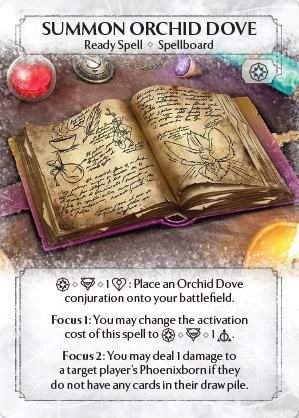 SUMMON ORCHID DOVE
Ready Spell ◇ Spellboard
◇ ◇ 1 : Place an Orchid Dove
conjuration onto your battlefield.
Focus 1: You may change the activation
cost of this spell to ◇ ◇ 1 .
Focus 2: You may deal 1 damage to
a target player's Phoenixborn if they
do not have any cards in their draw pile.